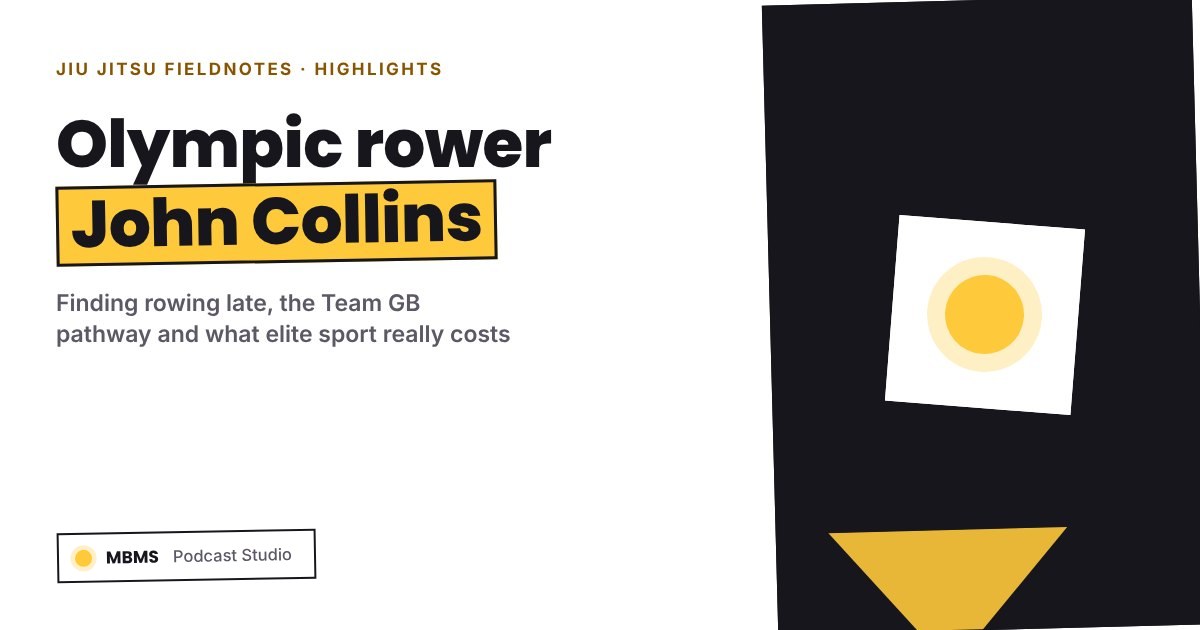 JIU JITSU FIELDNOTES · HIGHLIGHTS
Olympic rower
John Collins
Finding rowing late, the Team GB
pathway and what elite sport really costs
MBMS Podcast Studio